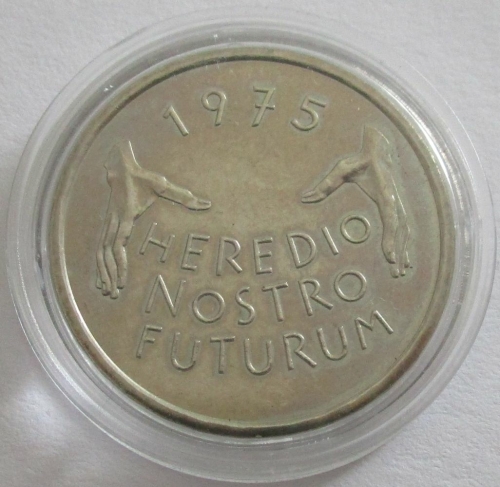 1975
HEREDIO
NOSTRO
FUTURUM